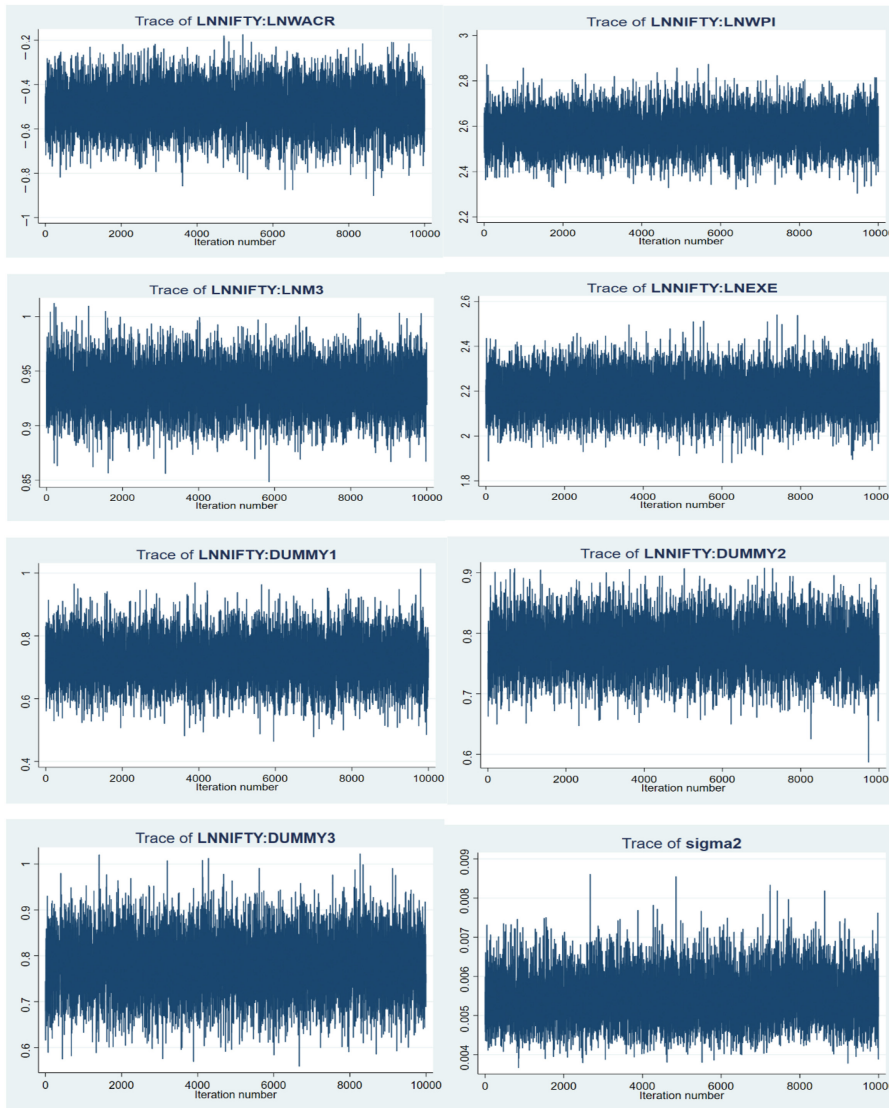 Trace of LNNIFTY:LNWACR
−0.2
−0.4
−0.6
−0.8
−1
0 2000 4000 6000 8000 10000
Iteration number
Trace of LNNIFTY:LNWPI
3
2.8
2.6
2.4
2.2
0 2000 4000 6000 8000 10000
Iteration number
Trace of LNNIFTY:LNM3
1
0.95
0.9
0.85
0 2000 4000 6000 8000 10000
Iteration number
Trace of LNNIFTY:LNEXE
2.6
2.4
2.2
2
1.8
0 2000 4000 6000 8000 10000
Iteration number
Trace of LNNIFTY:DUMMY1
1
0.8
0.6
0.4
0 2000 4000 6000 8000 10000
Iteration number
Trace of LNNIFTY:DUMMY2
0.9
0.8
0.7
0.6
0 2000 4000 6000 8000 10000
Iteration number
Trace of LNNIFTY:DUMMY3
1
0.9
0.8
0.7
0.6
0 2000 4000 6000 8000 10000
Iteration number
Trace of sigma2
0.009
0.008
0.007
0.006
0.005
0.004
0 2000 4000 6000 8000 10000
Iteration number